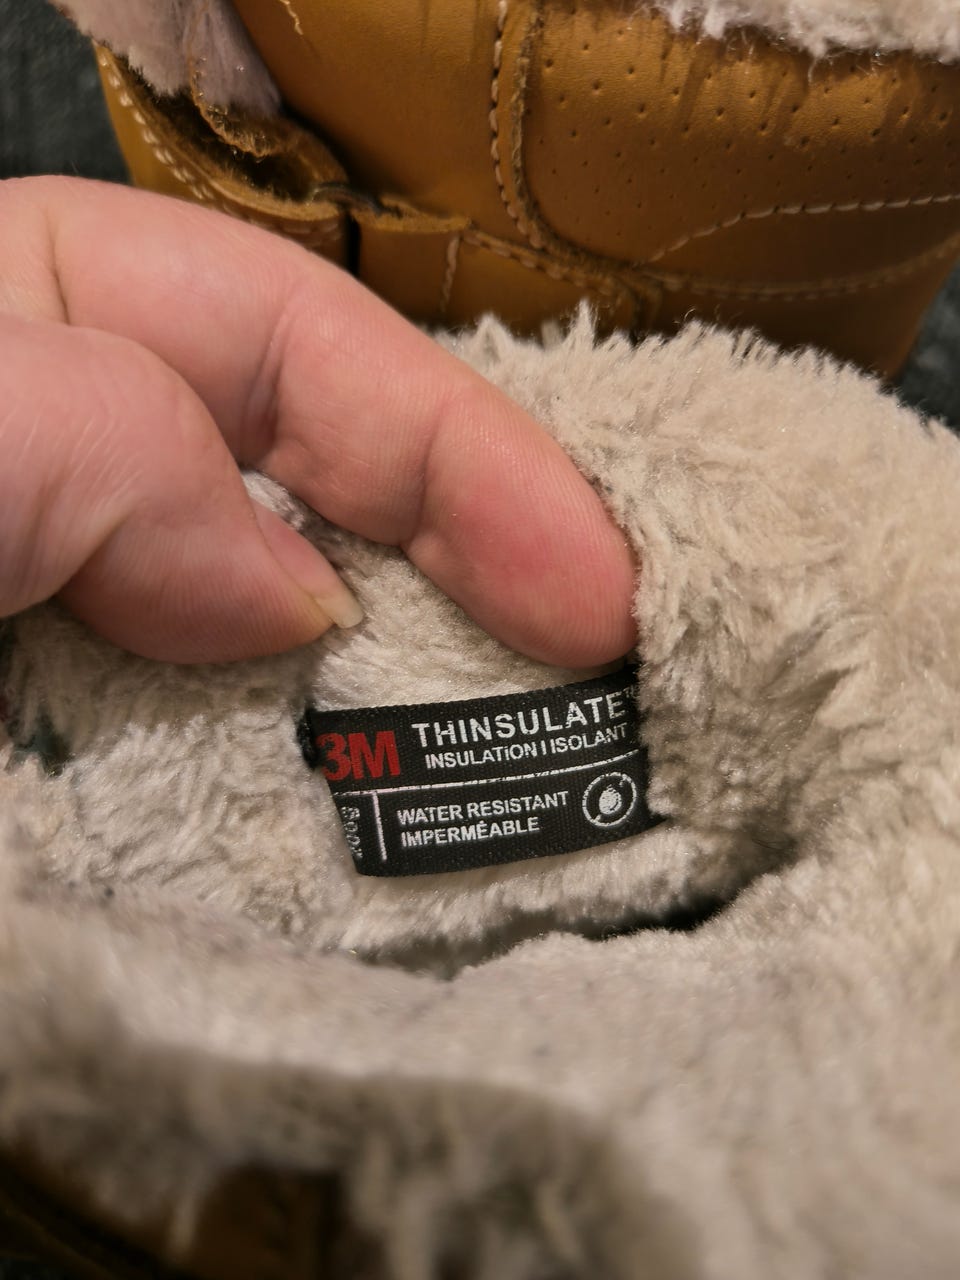 3M THINSULATE™
INSULATION | ISOLANT
WATER RESISTANT
IMPERMÉABLE